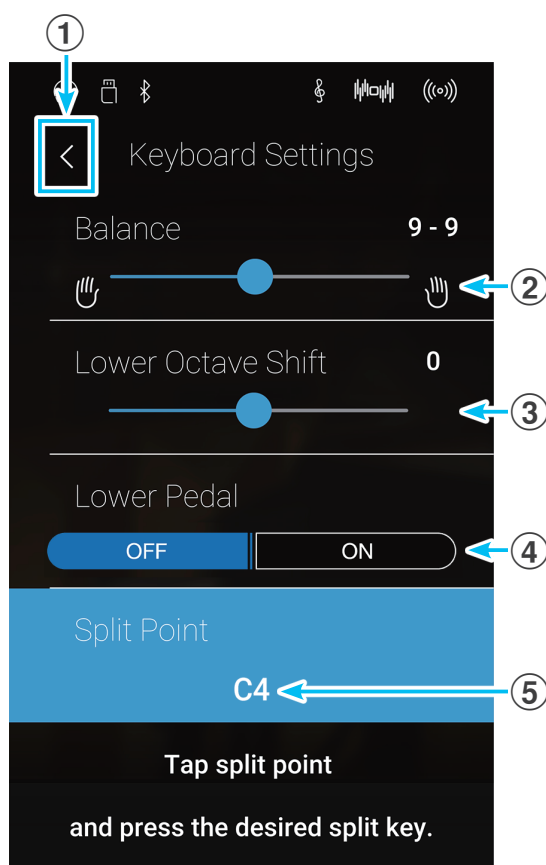 ①
Keyboard Settings
Balance 9 - 9
②
Lower Octave Shift 0
③
Lower Pedal
OFF ON
④
Split Point
C4
⑤
Tap split point
and press the desired split key.